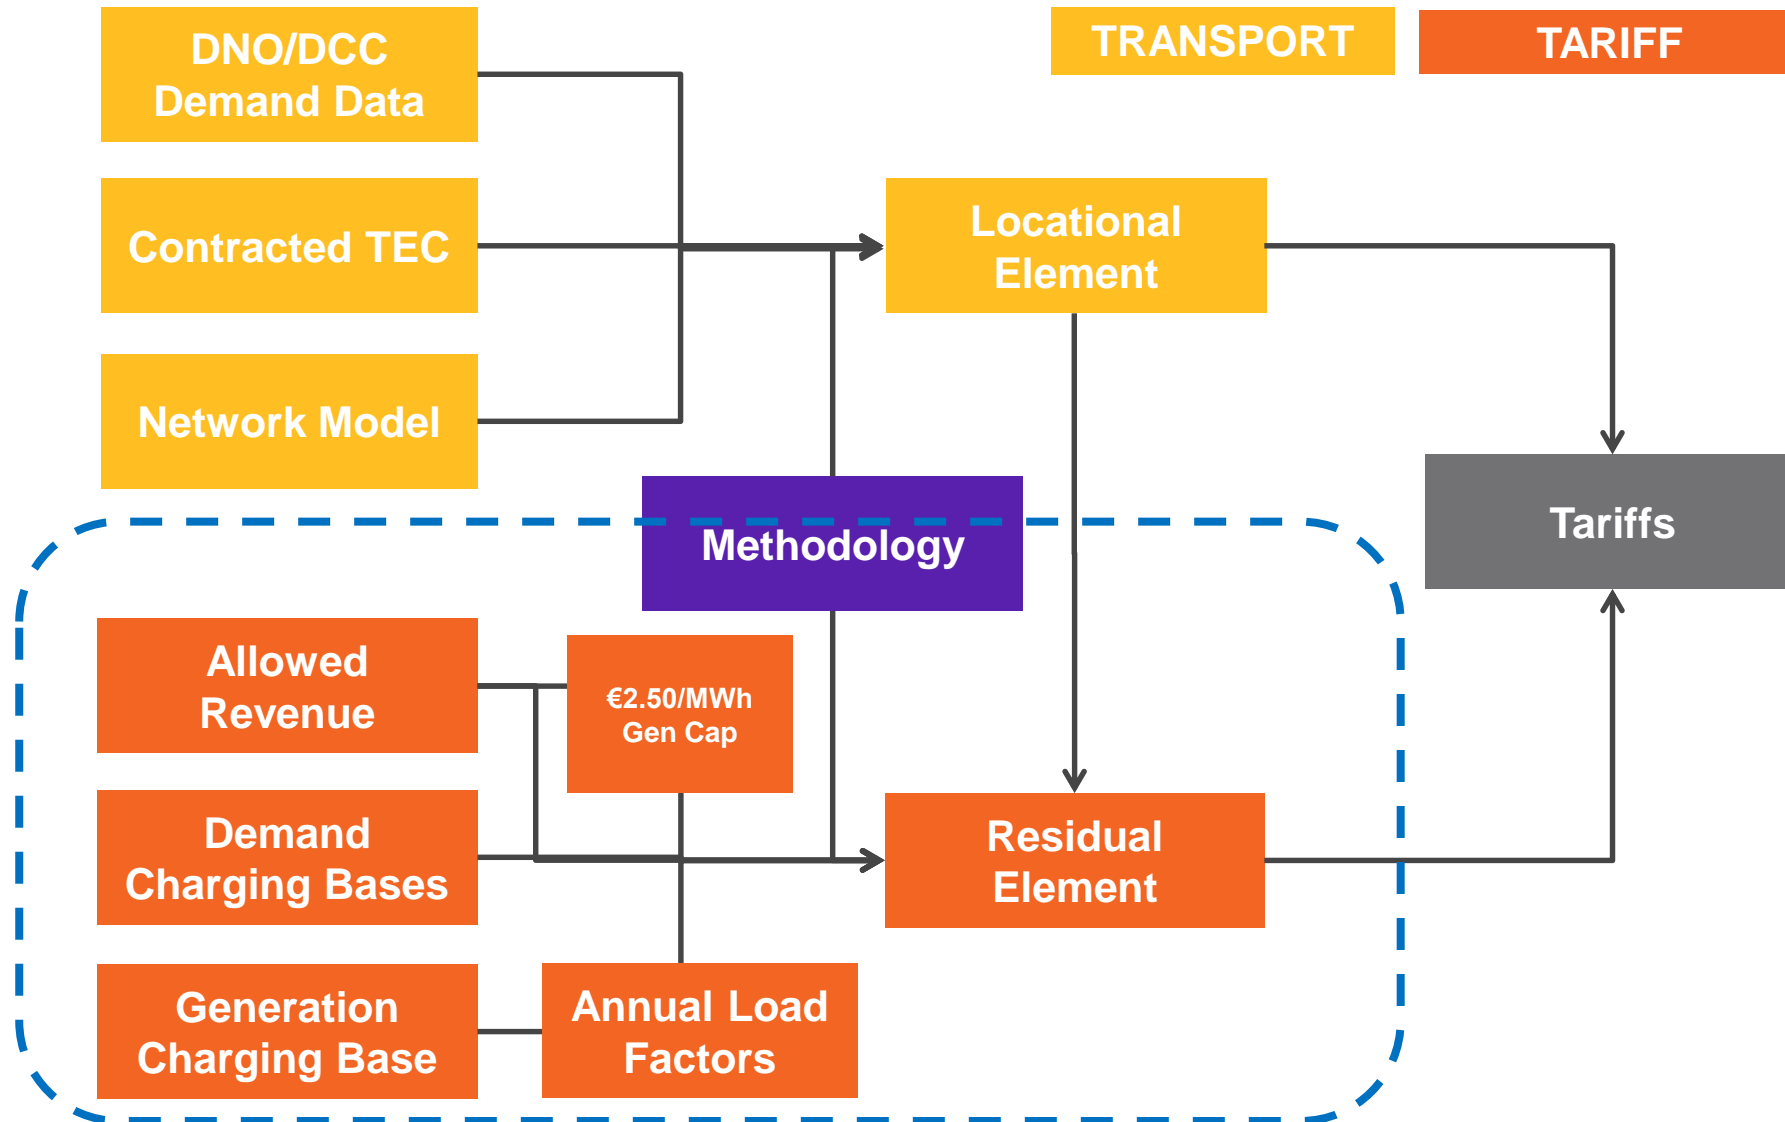 DNO/DCC
Demand Data
TRANSPORT
TARIFF
Contracted TEC
Locational
Element
Network Model
Methodology
Tariffs
Allowed
Revenue
€2.50/MWh
Gen Cap
Demand
Charging Bases
Residual
Element
Generation
Charging Base
Annual Load
Factors